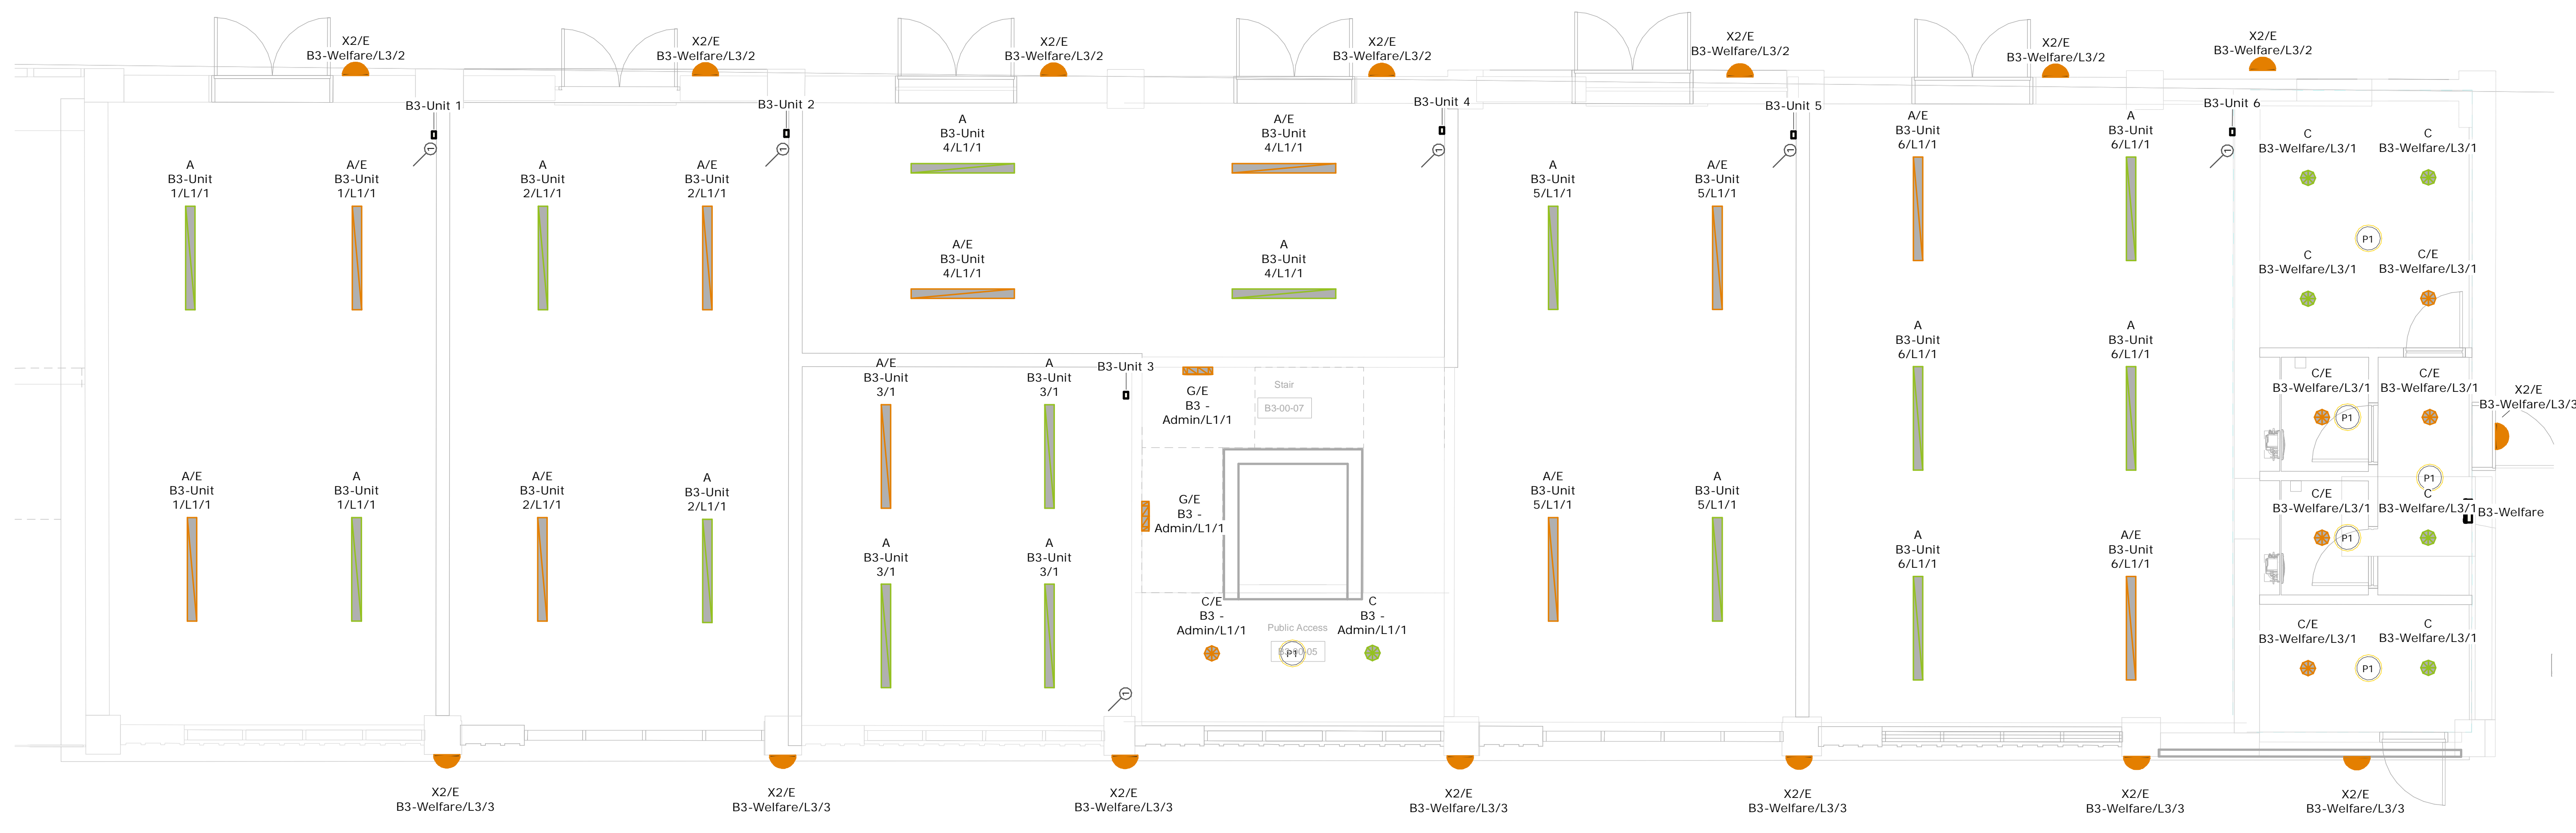 X2/E
B3-Welfare/L3/2
X2/E
B3-Welfare/L3/2
X2/E
B3-Welfare/L3/2
X2/E
B3-Welfare/L3/2
X2/E
B3-Welfare/L3/2
X2/E
B3-Welfare/L3/2
X2/E
B3-Welfare/L3/2
B3-Unit 1
B3-Unit 2
B3-Unit 4
B3-Unit 5
B3-Unit 6
1
1
1
1
1
A
B3-Unit
1/L1/1
A/E
B3-Unit
1/L1/1
A
B3-Unit
2/L1/1
A/E
B3-Unit
2/L1/1
A
B3-Unit
4/L1/1
A/E
B3-Unit
4/L1/1
A
B3-Unit
5/L1/1
A/E
B3-Unit
5/L1/1
A/E
B3-Unit
6/L1/1
A
B3-Unit
6/L1/1
C
B3-Welfare/L3/1
C
B3-Welfare/L3/1
P1
A/E
B3-Unit
4/L1/1
A
B3-Unit
4/L1/1
C
B3-Welfare/L3/1
C/E
B3-Welfare/L3/1
A/E
B3-Unit
3/1
A
B3-Unit
3/1
B3-Unit 3
G/E
B3 -
Admin/L1/1
Stair
B3-00-07
A
B3-Unit
6/L1/1
A
B3-Unit
6/L1/1
C/E
B3-Welfare/L3/1
C/E
B3-Welfare/L3/1
P1
X2/E
B3-Welfare/L3/3
A/E
B3-Unit
1/L1/1
A
B3-Unit
1/L1/1
A/E
B3-Unit
2/L1/1
A
B3-Unit
2/L1/1
G/E
B3 -
Admin/L1/1
A/E
B3-Unit
5/L1/1
A
B3-Unit
5/L1/1
P1
C/E
B3-Welfare/L3/1
C
B3-Welfare/L3/1
B3-Welfare
P1
A
B3-Unit
3/1
A
B3-Unit
3/1
A
B3-Unit
6/L1/1
A/E
B3-Unit
6/L1/1
C/E
B3 -
Admin/L1/1
Public Access
P1
C
B3 -
Admin/L1/1
C/E
B3-Welfare/L3/1
C
B3-Welfare/L3/1
P1
1
X2/E
B3-Welfare/L3/3
X2/E
B3-Welfare/L3/3
X2/E
B3-Welfare/L3/3
X2/E
B3-Welfare/L3/3
X2/E
B3-Welfare/L3/3
X2/E
B3-Welfare/L3/3
X2/E
B3-Welfare/L3/3